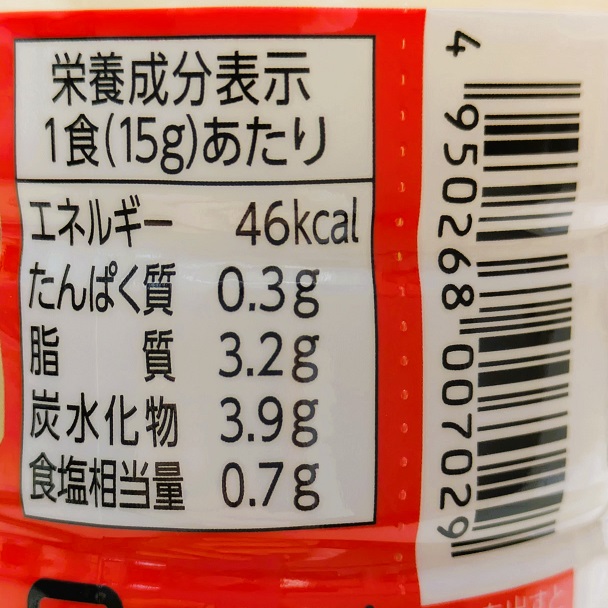 栄養成分表示
1食(15g)あたり
エネルギー 46kcal
たんぱく質 0.3g
脂質 3.2g
炭水化物 3.9g
食塩相当量 0.7g
4 950268 007029